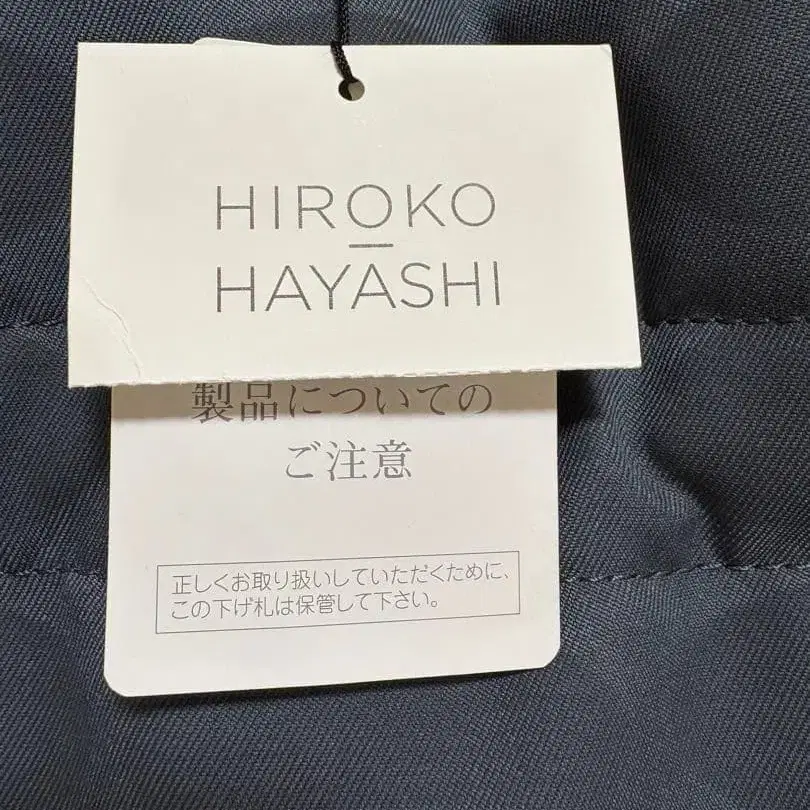 HIROKO
HAYASHI
製品についての
ご注意
正しくお取り扱いしていただくために、
この下げ札は保管して下さい。